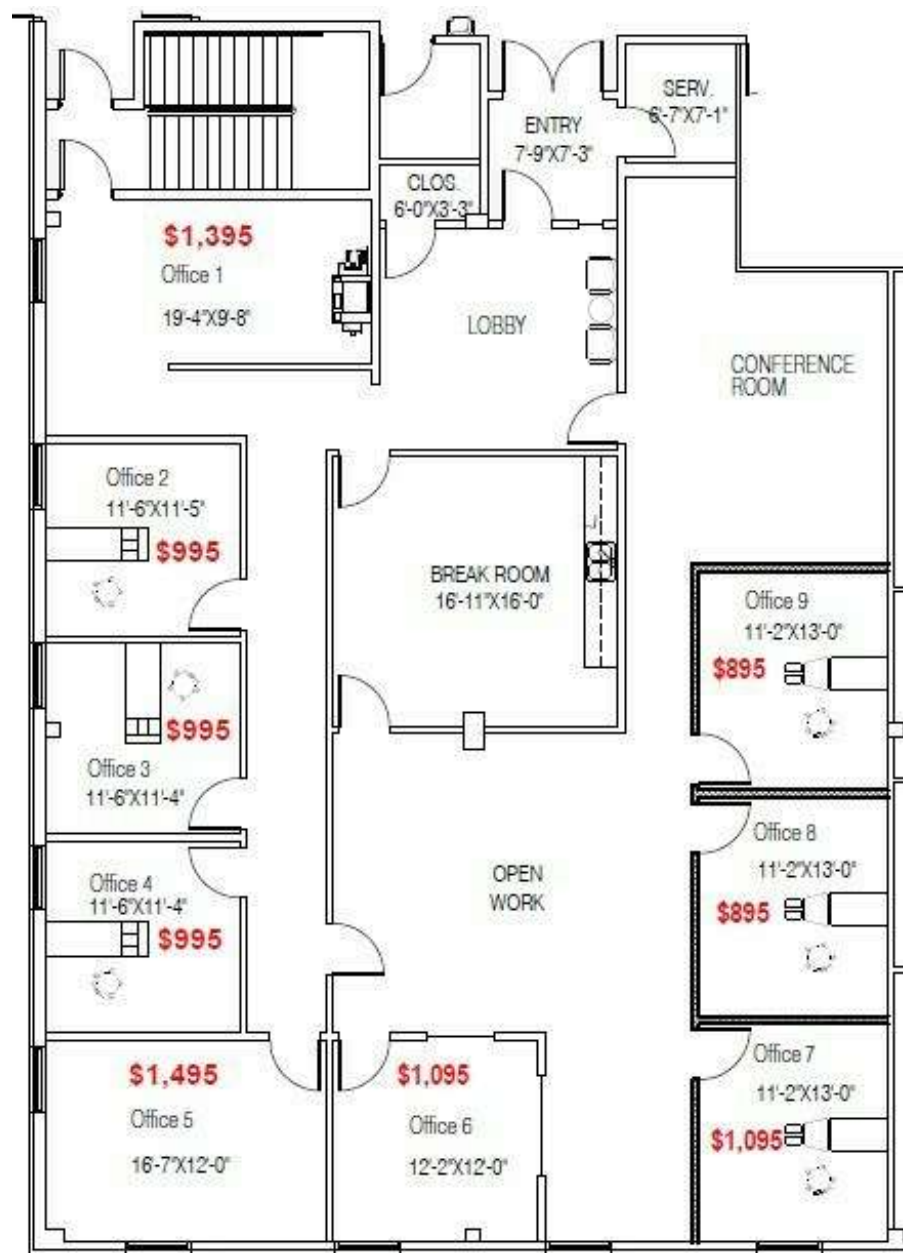 SERV.
6'-7"X7'-1"
ENTRY
7'-9"X7'-3"
CLOS.
6'-0"X3'-3"
$1,395
Office 1
19'-4"X9'-8"
LOBBY
CONFERENCE
ROOM
Office 2
11'-6"X11'-5"
$995
BREAK ROOM
16'-11"X16'-0"
Office 9
11'-2"X13'-0"
$895
$995
Office 3
11'-6"X11'-4"
Office 8
11'-2"X13'-0"
$895
OPEN
WORK
Office 4
11'-6"X11'-4"
$995
Office 7
11'-2"X13'-0"
$1,095
$1,495
Office 5
16'-7"X12'-0"
$1,095
Office 6
12'-2"X12'-0"